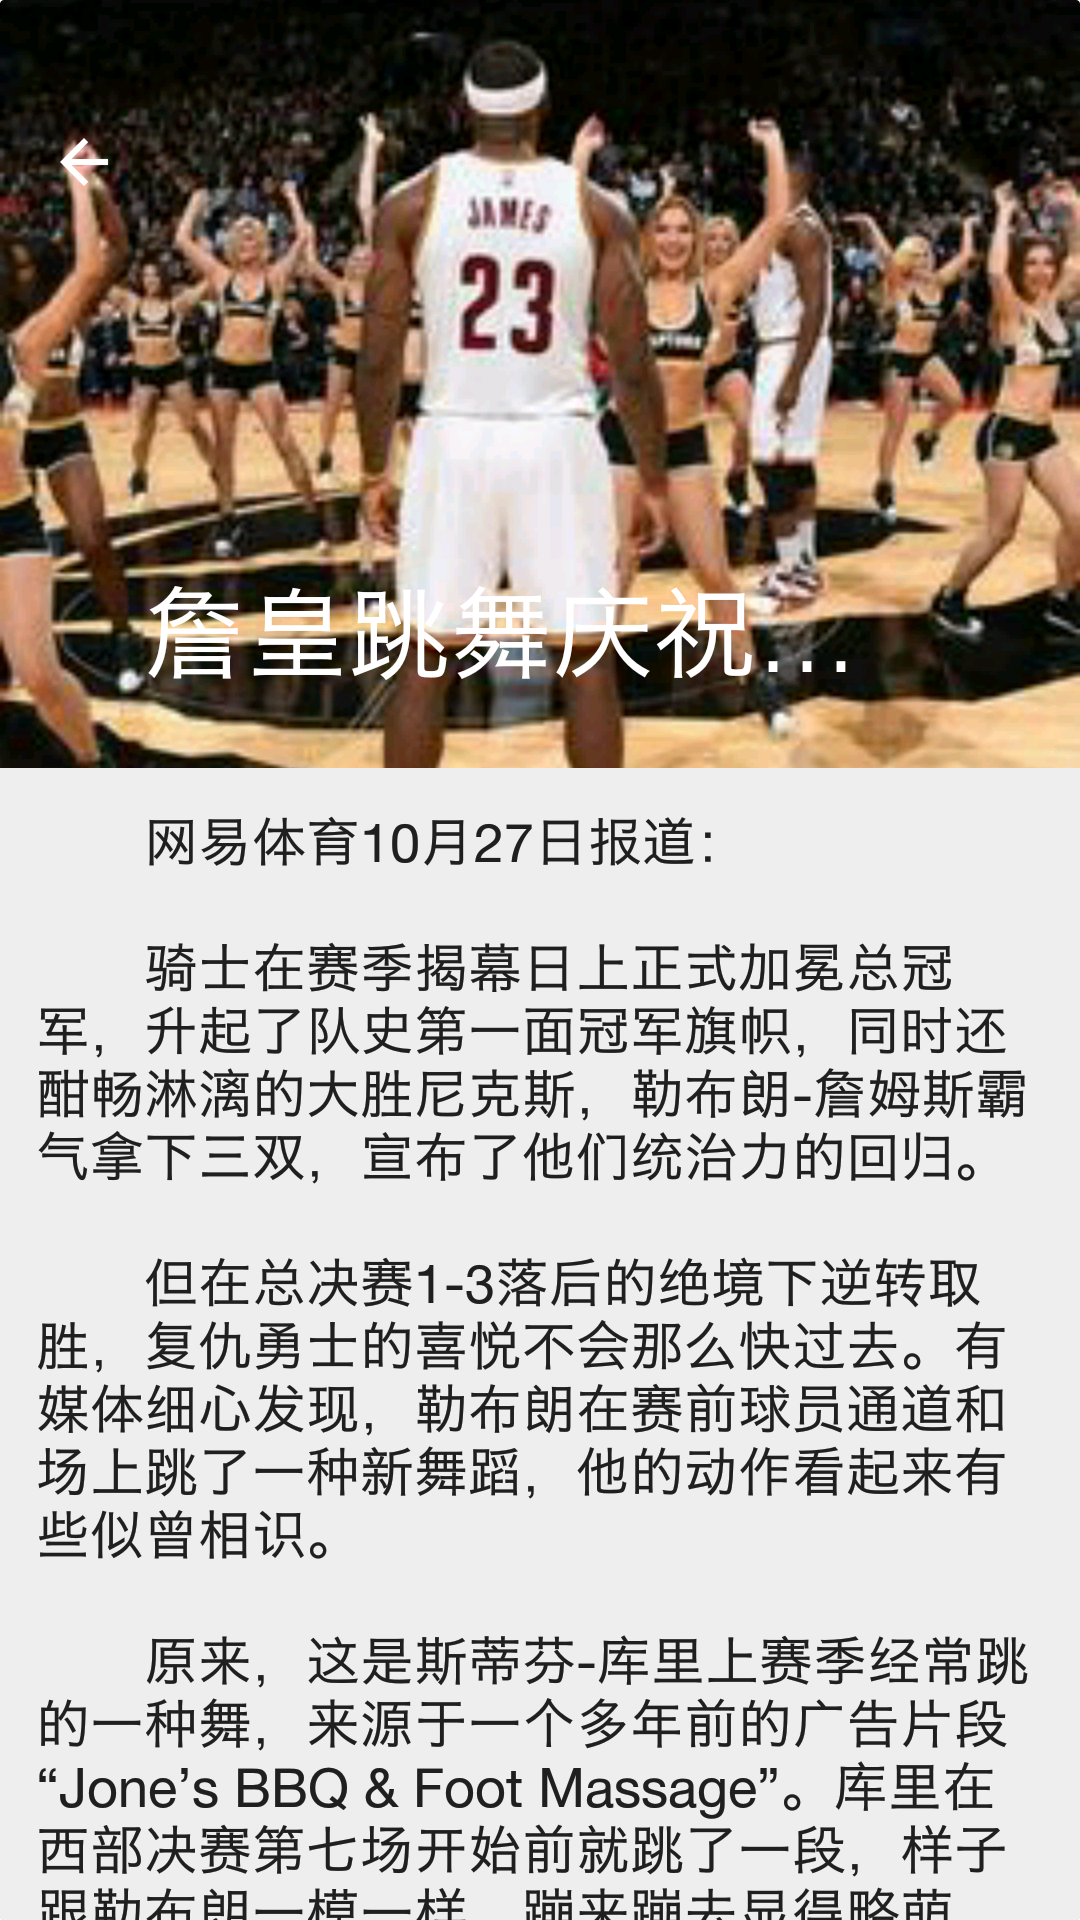 JAMES
23
詹皇跳舞庆祝...
网易体育10月27日报道：
骑士在赛季揭幕日上正式加冕总冠
军，升起了队史第一面冠军旗帜，同时还
酣畅淋漓的大胜尼克斯，勒布朗-詹姆斯霸
气拿下三双，宣布了他们统治力的回归。
但在总决赛1-3落后的绝境下逆转取
胜，复仇勇士的喜悦不会那么快过去。有
媒体细心发现，勒布朗在赛前球员通道和
场上跳了一种新舞蹈，他的动作看起来有
些似曾相识。
原来，这是斯蒂芬-库里上赛季经常跳
的一种舞，来源于一个多年前的广告片段
“Jone’s BBQ & Foot Massage”。库里在
西部决赛第七场开始前就跳了一段，样子
跟勒布朗一模一样，蹦来蹦去显得略萌